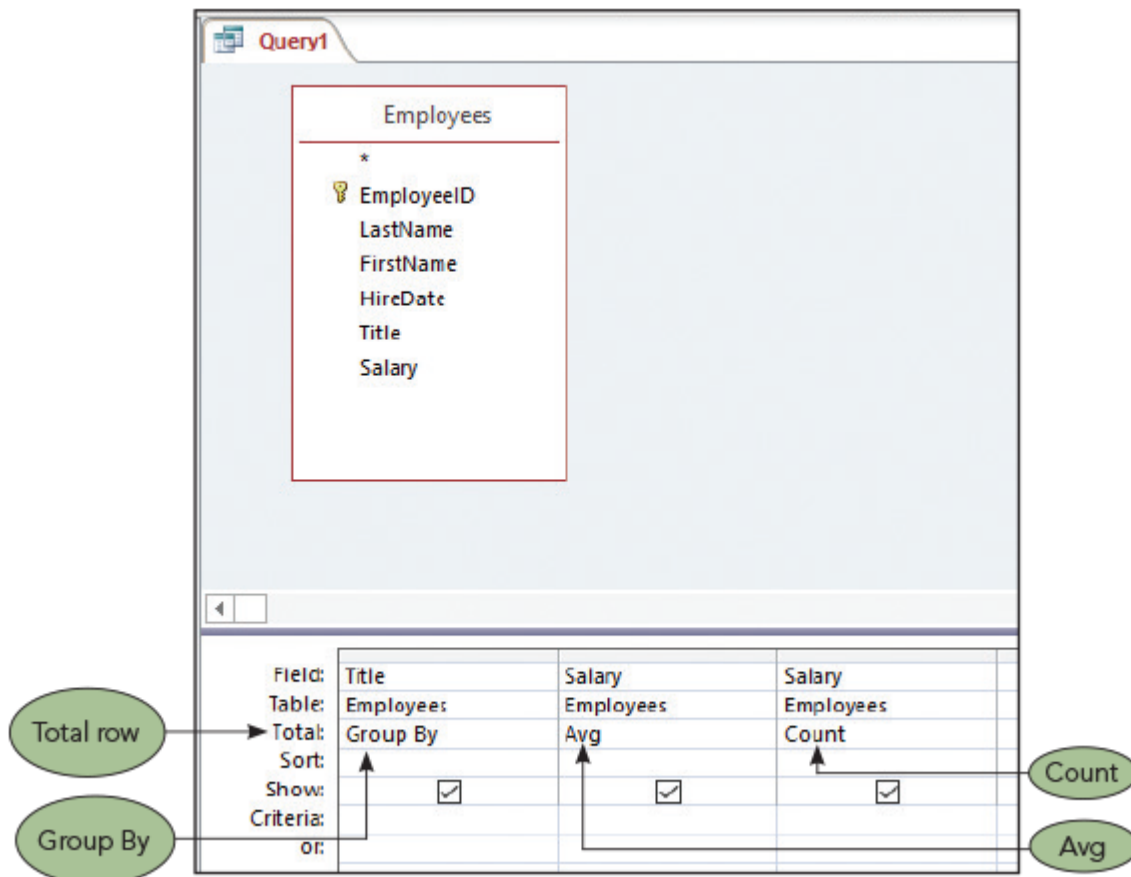 Query1
Employees
*
EmployeeID
LastName
FirstName
HireDate
Title
Salary
Field: Title Salary Salary
Table: Employees Employees Employees
Total row Total: Group By Avg Count
Sort:
Show:
Count
Criteria:
Group By or: Avg